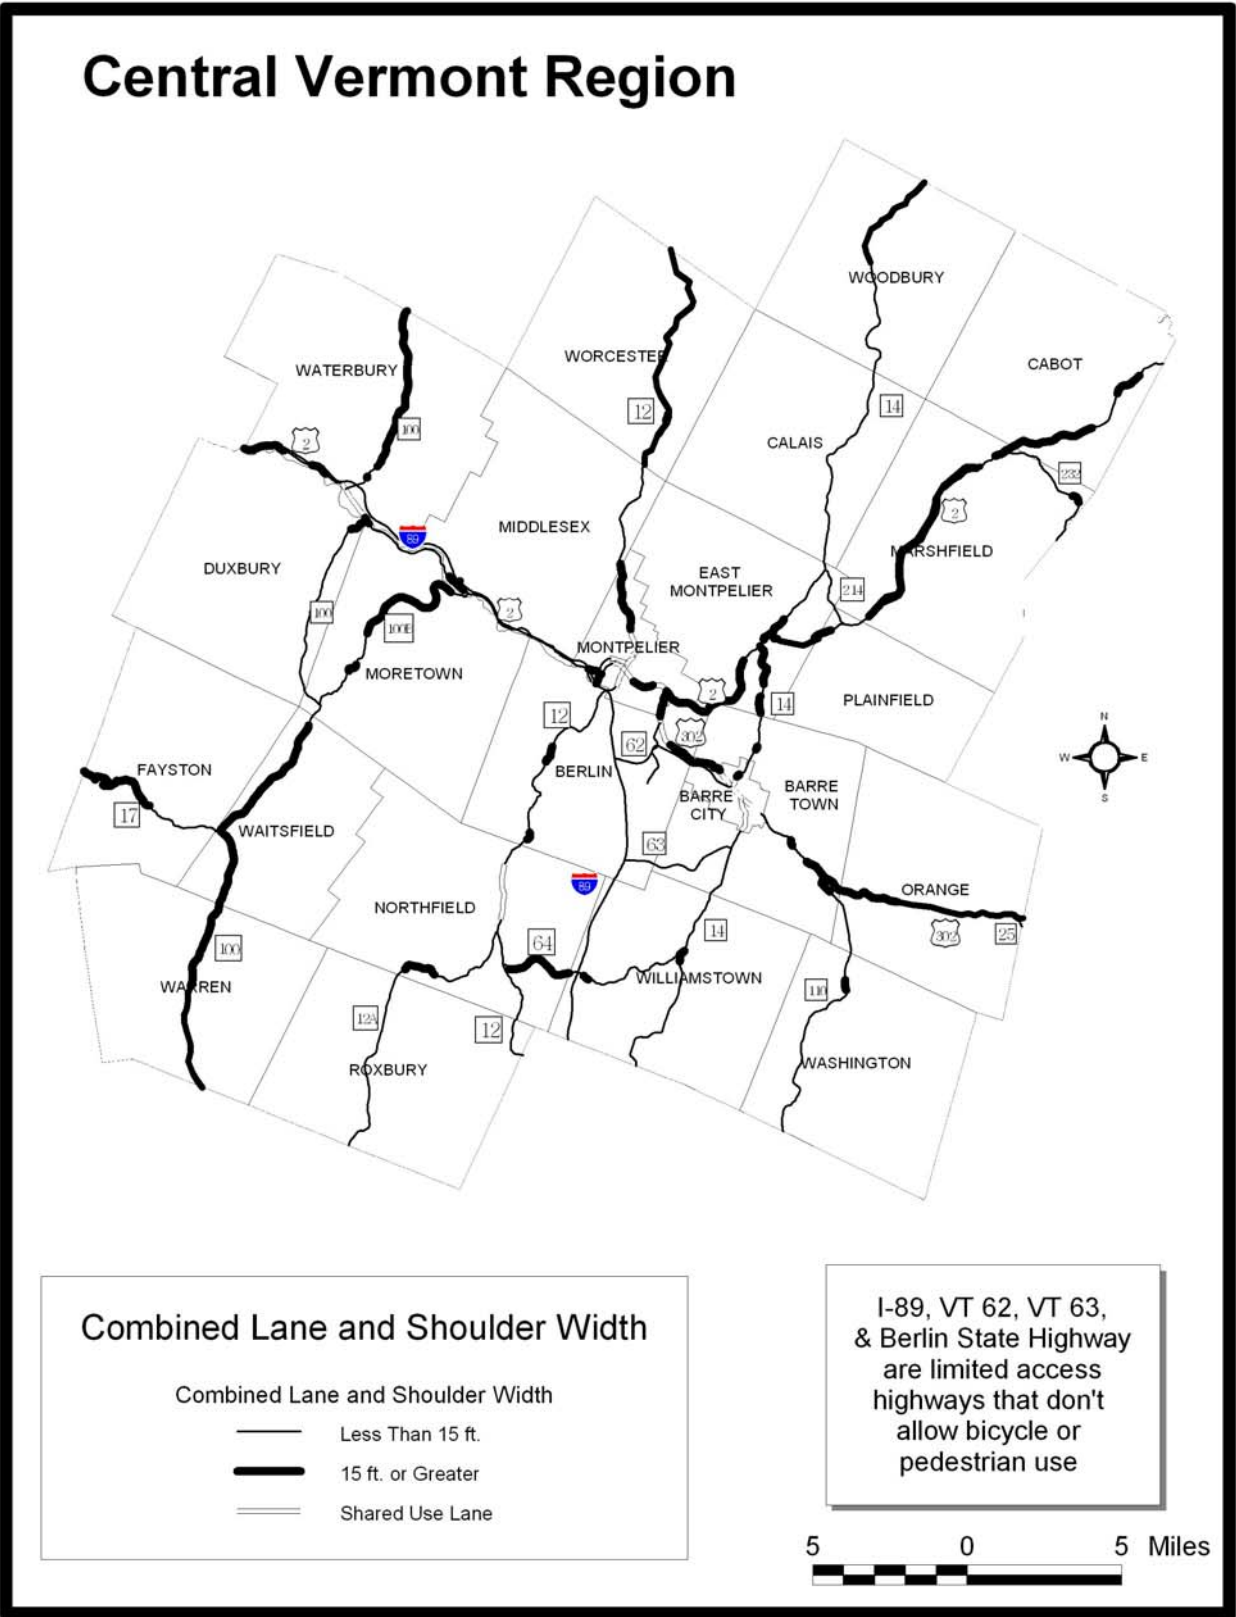 Central Vermont Region
WOODBURY
WORCESTER
CABOT
WATERBURY
12
14
100
CALAIS
2
232
2
MIDDLESEX
89
MARSHFIELD
DUXBURY
EAST
MONTPELIER
214
100
2
100B
MONTPELIER
MORETOWN
PLAINFIELD
2
14
12
N
62
302
W E
S
FAYSTON
BERLIN
BARRE
TOWN
BARRE
CITY
17
WAITSFIELD
63
89
ORANGE
NORTHFIELD
14
302
25
64
100
WARREN
WILLIAMSTOWN
110
12A
12
ROXBURY
WASHINGTON
Combined Lane and Shoulder Width
Combined Lane and Shoulder Width
Less Than 15 ft.
15 ft. or Greater
Shared Use Lane
I-89, VT 62, VT 63,
& Berlin State Highway
are limited access
highways that don't
allow bicycle or
pedestrian use
5 0 5 Miles